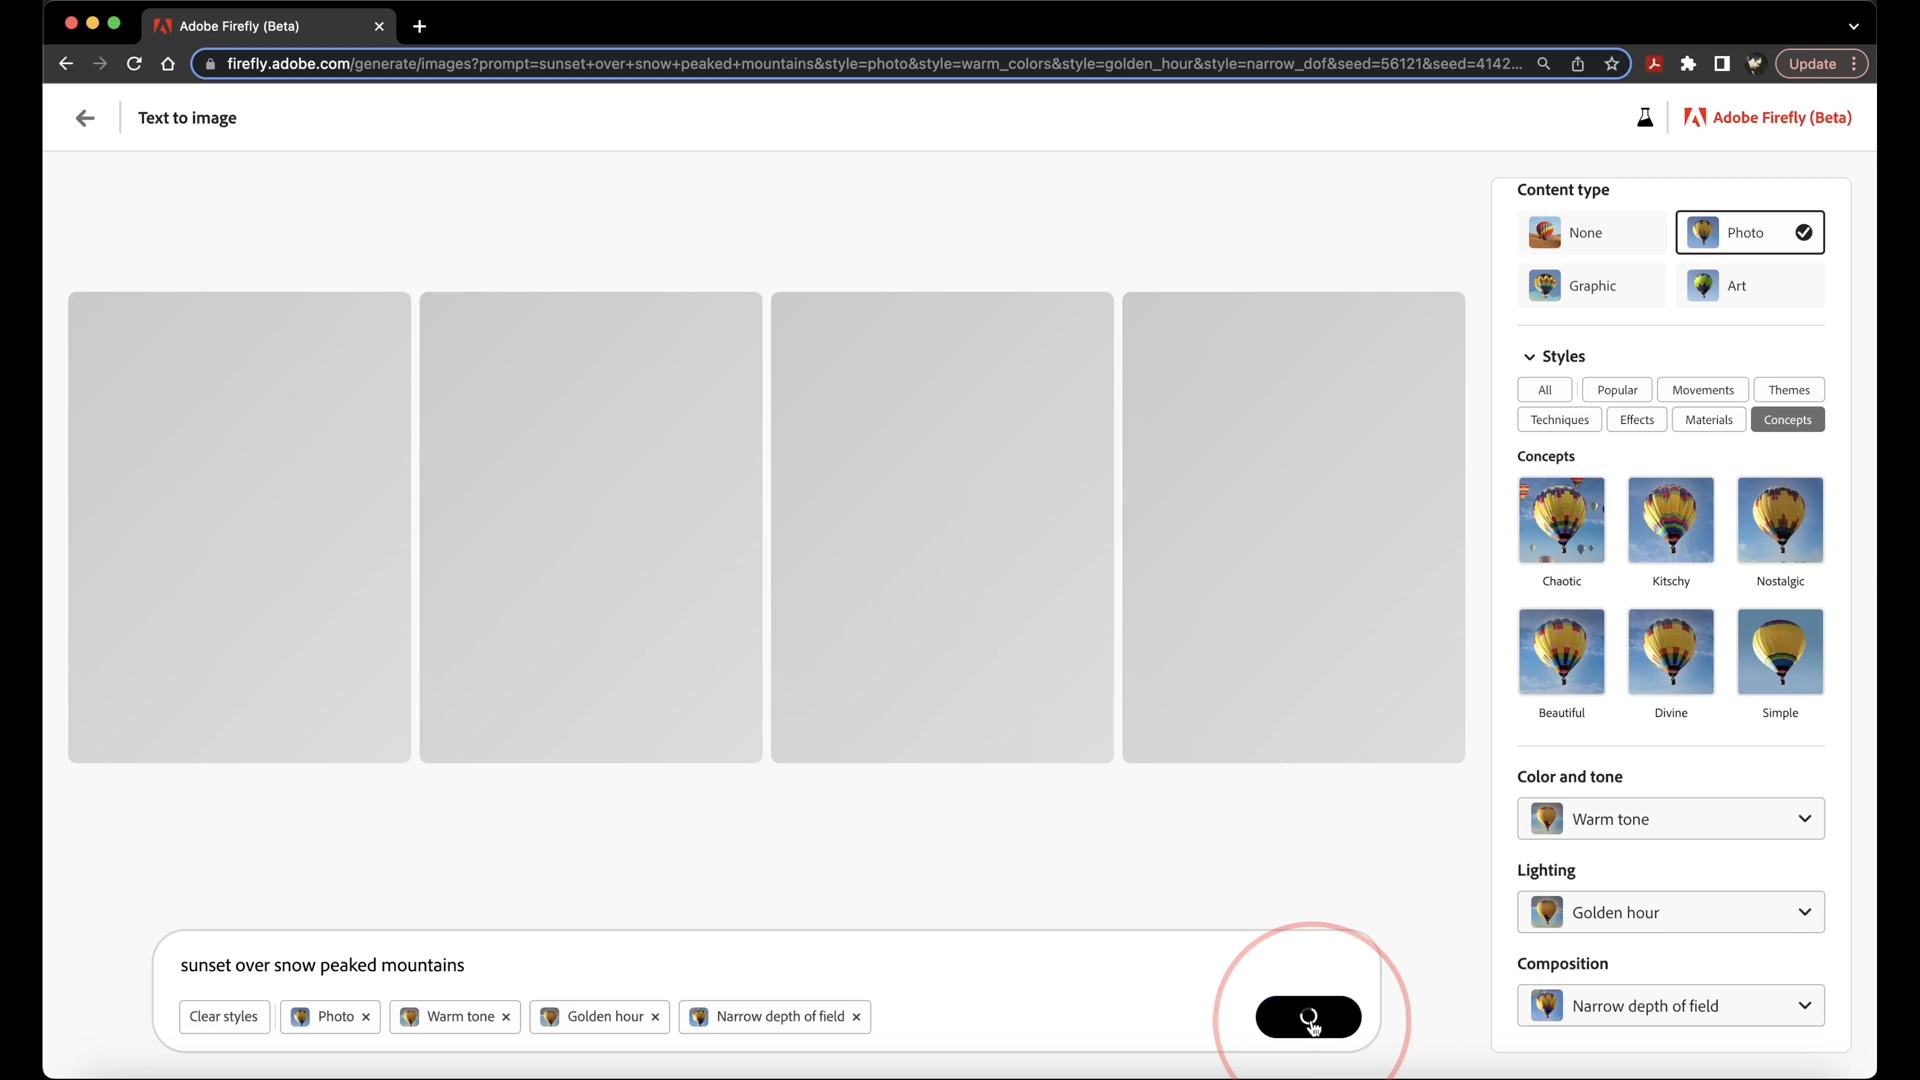 Adobe Firefly (Beta)
firefly.adobe.com/generate/images?prompt=sunset+over+snow+peaked+mountains&style=photo&style=warm_colors&style=golden_hour&style=narrow_dof&seed=56121&seed=4142...
Update
Text to image
Adobe Firefly (Beta)
Content type
None
Photo
Graphic
Art
Styles
All
Popular
Movements
Themes
Techniques
Effects
Materials
Concepts
Concepts
Chaotic
Kitschy
Nostalgic
Beautiful
Divine
Simple
Color and tone
Warm tone
Lighting
Golden hour
Composition
Narrow depth of field
sunset over snow peaked mountains
Clear styles
Photo
Warm tone
Golden hour
Narrow depth of field